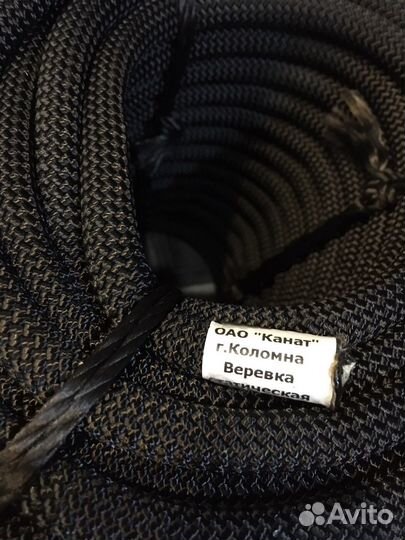 ОАО "Канат"
г.Коломна
Веревка
Avito